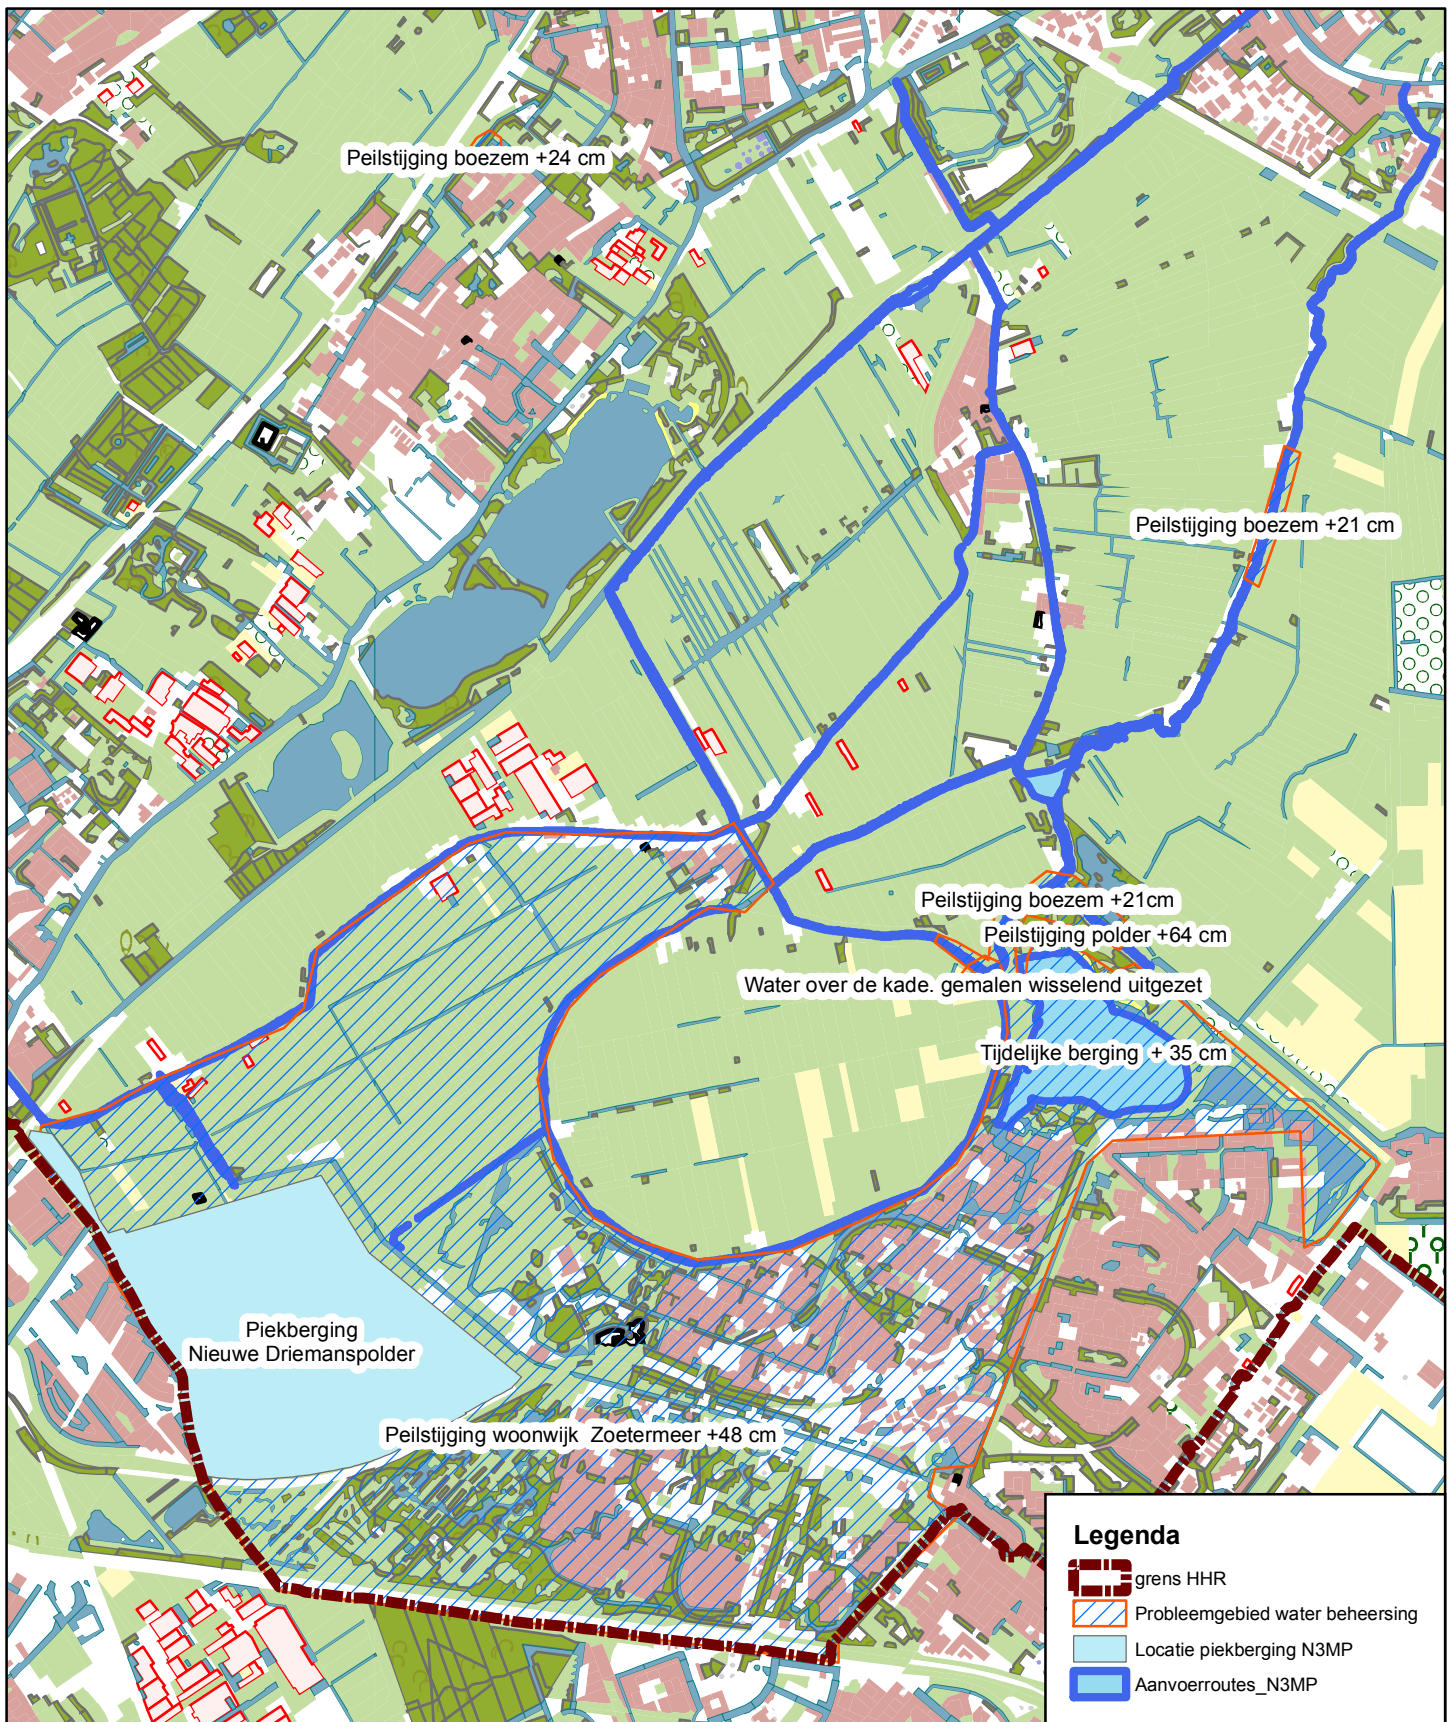 Peilstijging boezem +24 cm
Peilstijging boezem +21 cm
Peilstijging boezem +21cm
Peilstijging polder +64 cm
Water over de kade. gemalen wisselend uitgezet
Tijdelijke berging + 35 cm
Piekberging
Nieuwe Driemanspolder
Peilstijging woonwijk Zoetermeer +48 cm
Legenda
grens HHR
Probleemgebied water beheersing
Locatie piekberging N3MP
Aanvoerroutes_N3MP